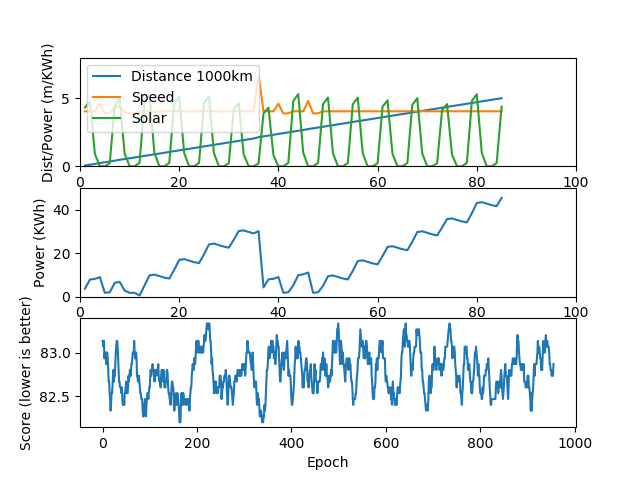 Dist/Power (m/KWh)
5
0
Distance 1000km
Speed
Solar
0 20 40 60 80 100
Power (KWh)
40
20
0
0 20 40 60 80 100
Score (lower is better)
83.0
82.5
0 200 400 600 800 1000
Epoch